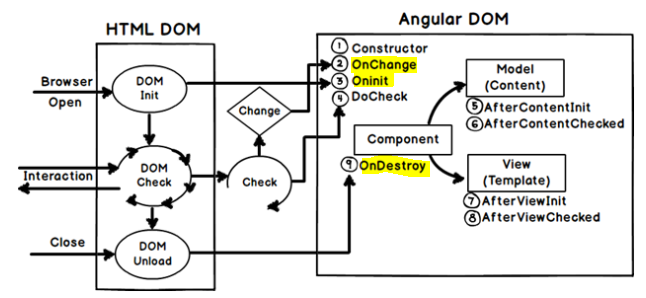 HTML DOM
Angular DOM
Browser
Open
DOM
Init
Change
① Constructor
② OnChange
③ Oninit
④ DoCheck
Model
(Content)
⑤ AfterContentInit
⑥ AfterContentChecked
Component
Interaction
DOM
Check
Check
⑨ OnDestroy
View
(Template)
⑦ AfterViewInit
⑧ AfterViewChecked
Close
DOM
Unload